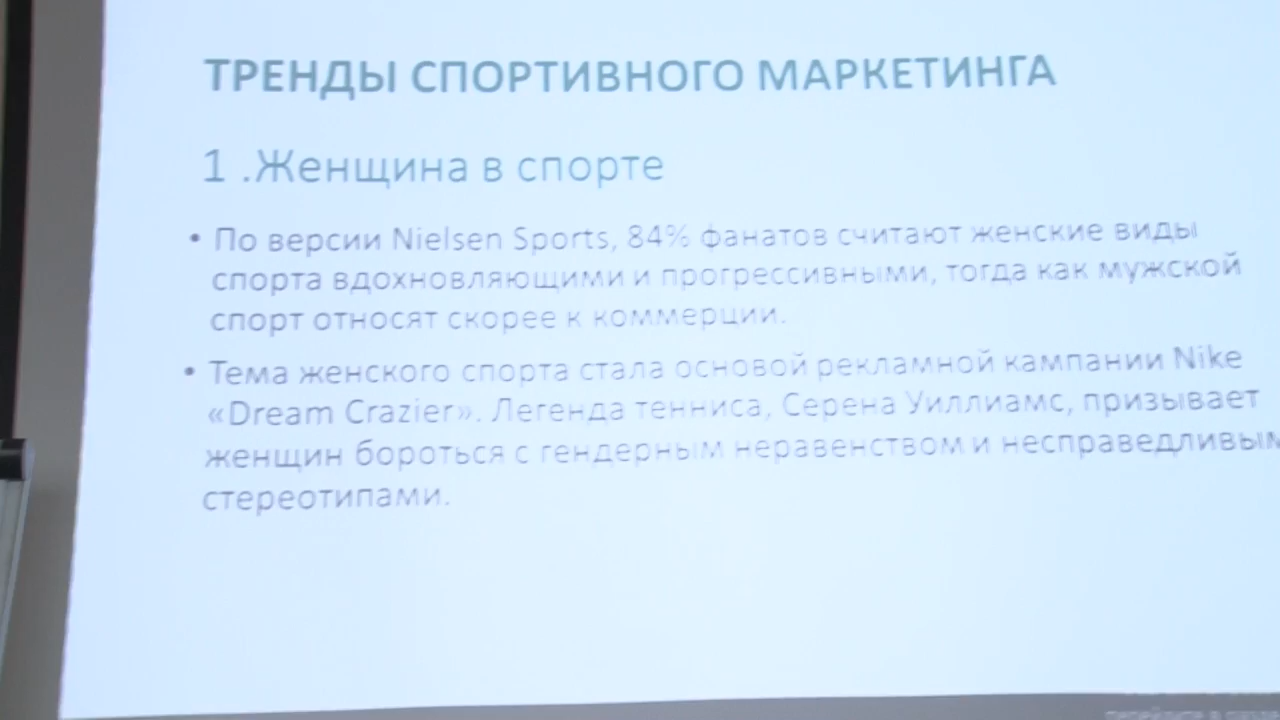 ТРЕНДЫ СПОРТИВНОГО МАРКЕТИНГА
1 .Женщина в спорте
• По версии Nielsen Sports, 84% фанатов считают женские виды
спорта вдохновляющими и прогрессивными, тогда как мужской
спорт относят скорее к коммерции.
• Тема женского спорта стала основой рекламной кампании Nike
«Dream Crazier». Легенда тенниса, Серена Уиллиамс, призывает
женщин бороться с гендерным неравенством и несправедливым
стереотипами.